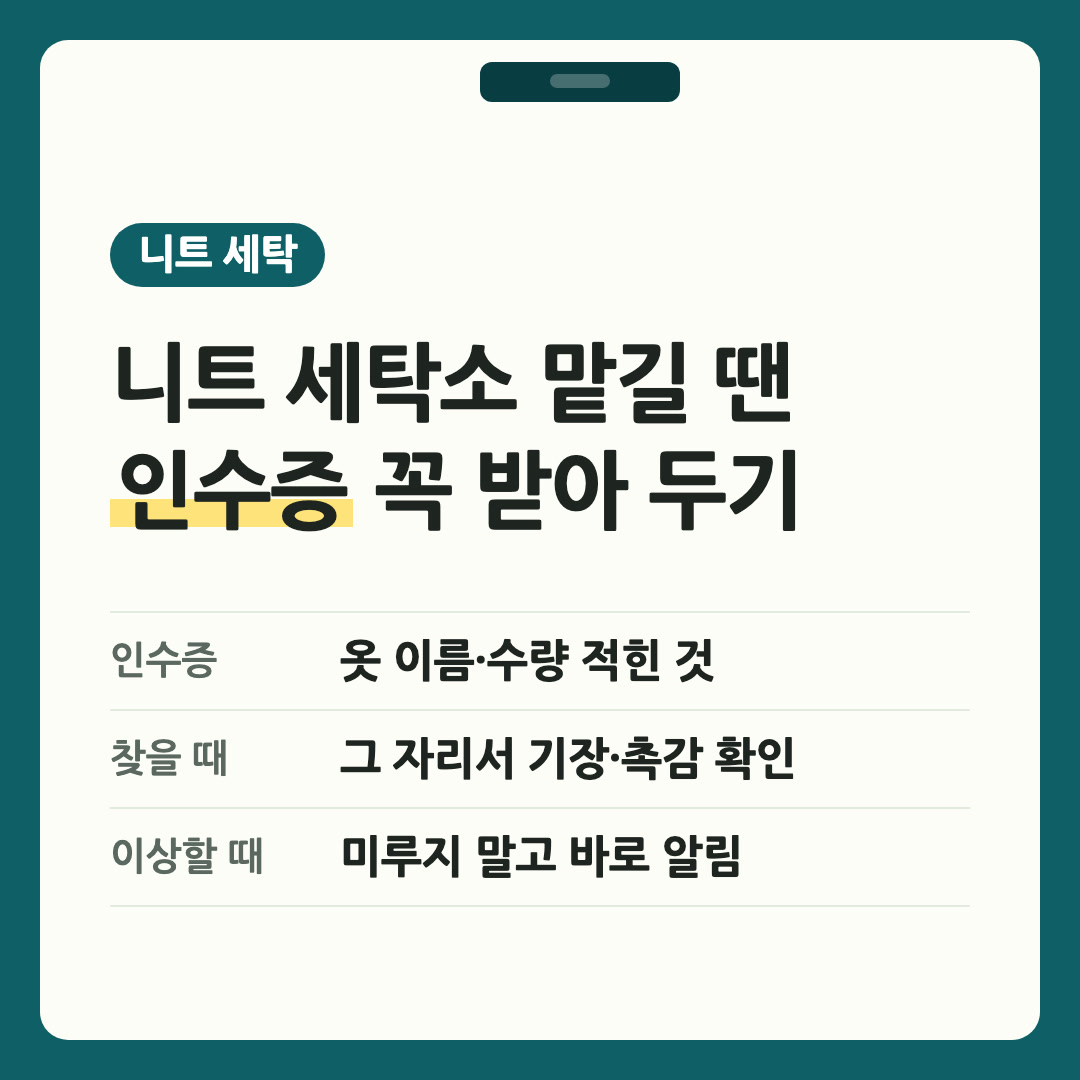 니트 세탁
니트 세탁소 맡길 땐
인수증 꼭 받아 두기
인수증 옷 이름·수량 적힌 것
찾을 때 그 자리서 기장·촉감 확인
이상할 때 미루지 말고 바로 알림